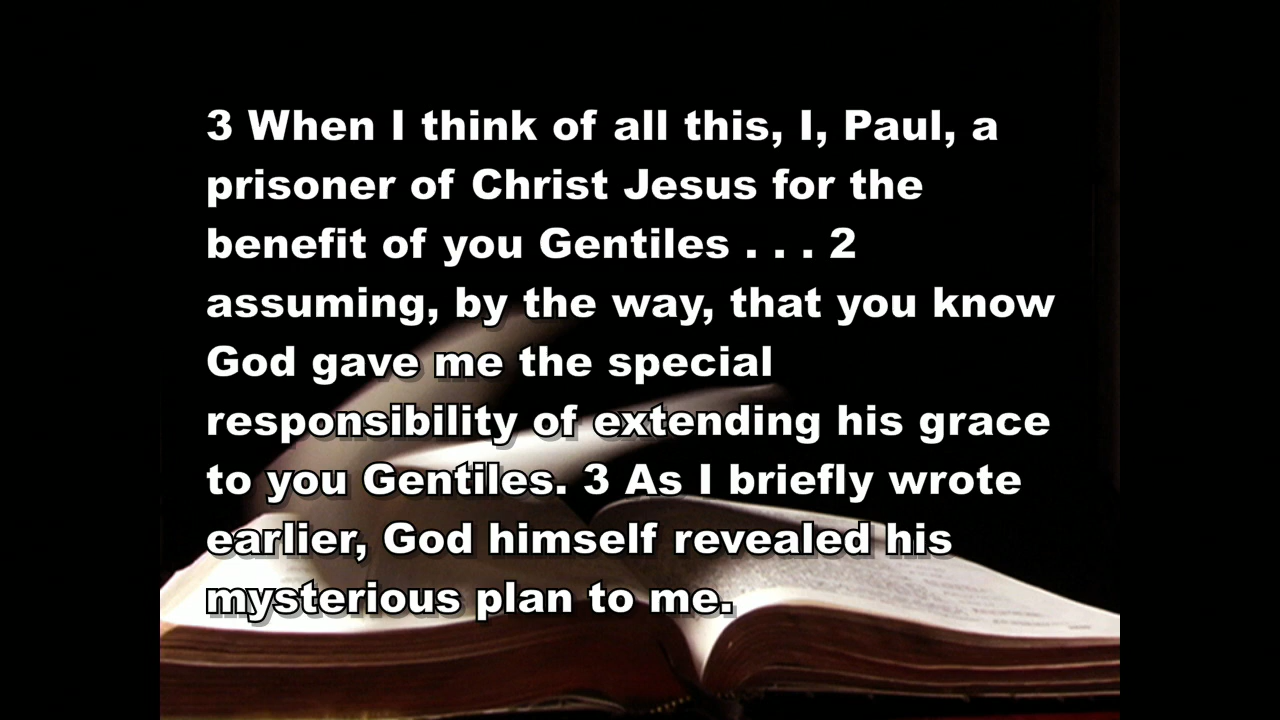 3 When I think of all this, I, Paul, a
prisoner of Christ Jesus for the
benefit of you Gentiles . . . 2
assuming, by the way, that you know
God gave me the special
responsibility of extending his grace
to you Gentiles. 3 As I briefly wrote
earlier, God himself revealed his
mysterious plan to me.